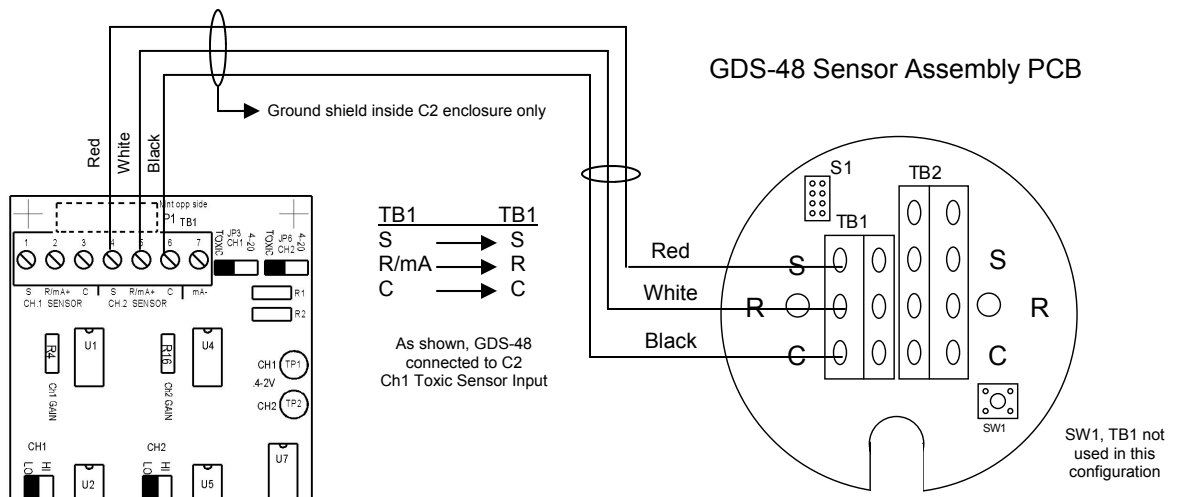 GDS-48 Sensor Assembly PCB
Ground shield inside C2 enclosure only
Red
White
Black
Mnt opp side
P1 TB1
1 2 3 4 5 6 7
S R/mA+ C S R/mA+ C mA-
CH.1 SENSOR CH.2 SENSOR
TOXIC JP3 CH1 4-20
TOXIC JP6 CH2 4-20
R1
R2
U1
U4
R4
R16
Ch1 GAIN
Ch2 GAIN
CH1 TP1
.4-2V
CH2 TP2
CH1
CH2
LO HI
LO HI
U2
U5
U7
TB1 TB1
S S
R/mA R
C C
As shown, GDS-48
connected to C2
Ch1 Toxic Sensor Input
Red
White
Black
S1
TB2
TB1
S S
R R
C C
SW1
SW1, TB1 not
used in this
configuration